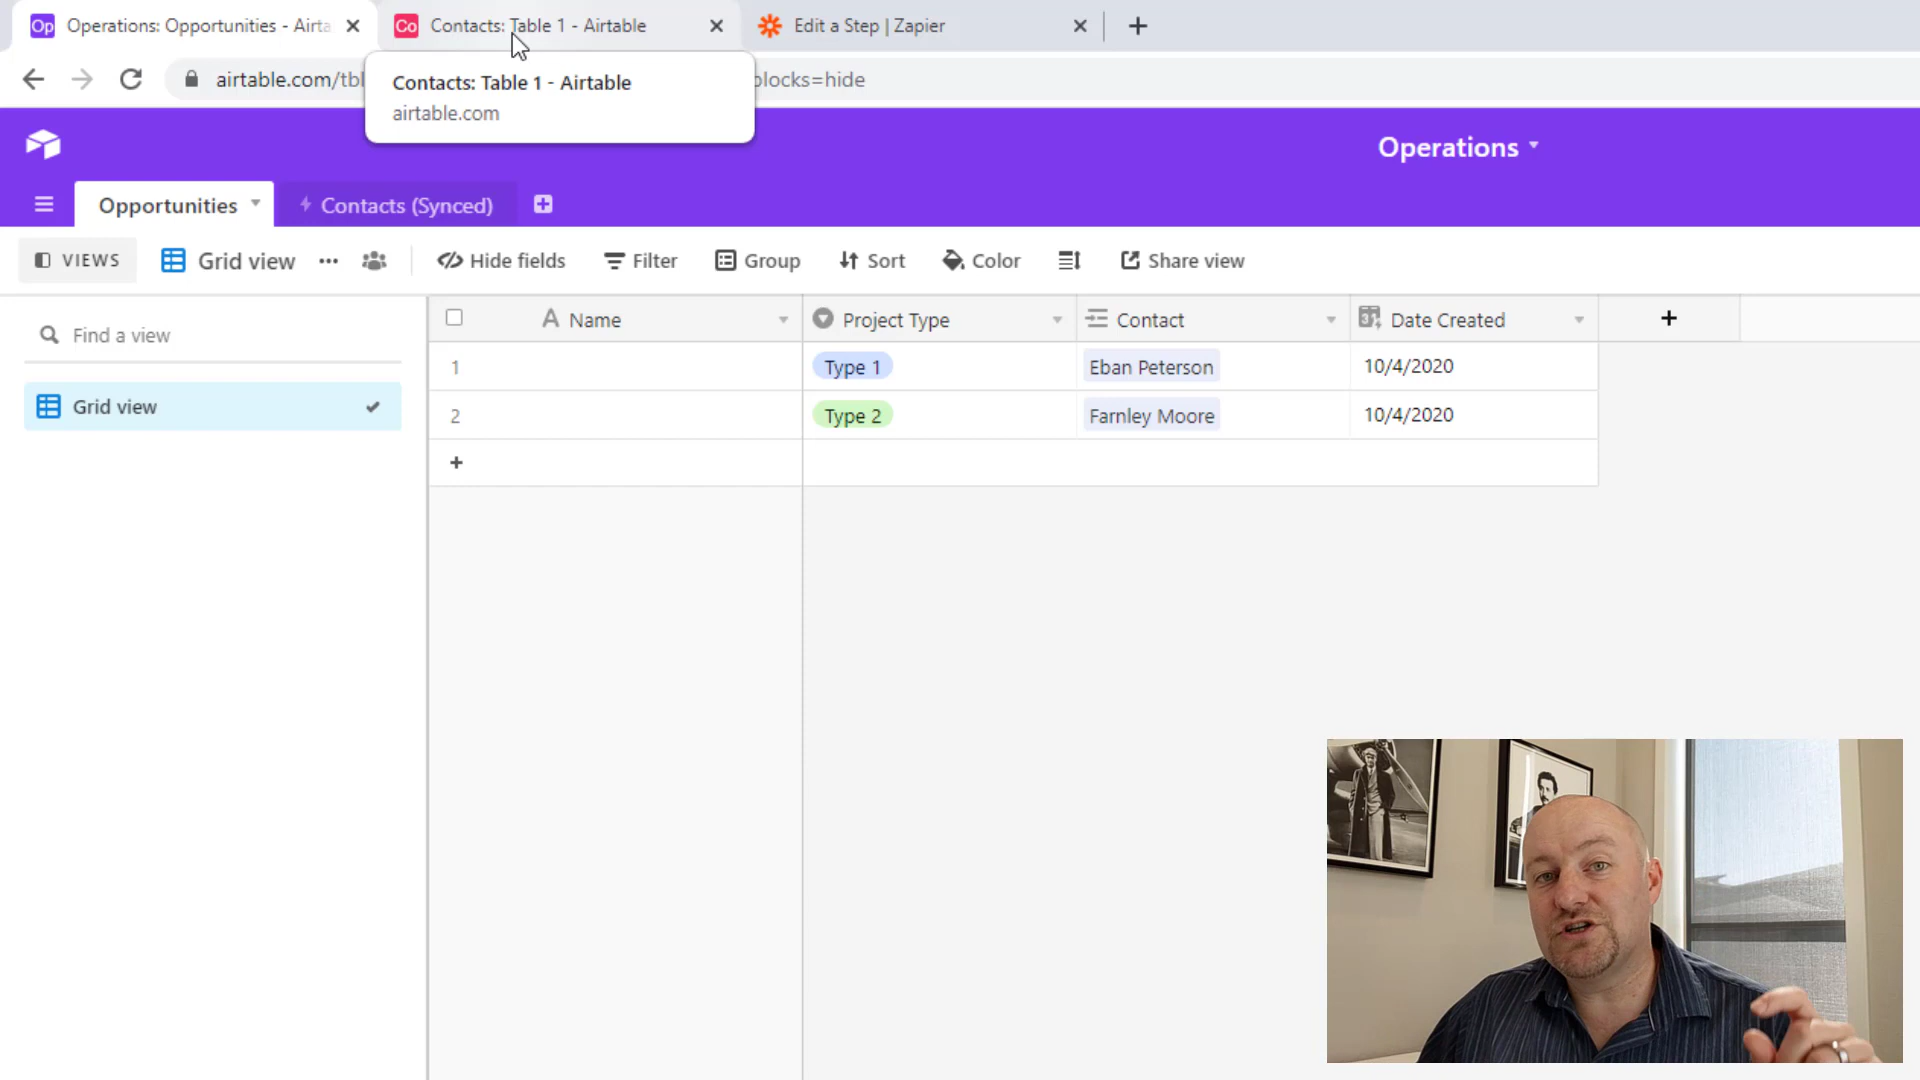 Op Operations: Opportunities - Airta
Co Contacts: Table 1 - Airtable
Edit a Step | Zapier
airtable.com/tbl
blocks=hide
Contacts: Table 1 - Airtable
airtable.com
Operations
Opportunities
Contacts (Synced)
VIEWS
Grid view
Hide fields
Filter
Group
Sort
Color
Share view
Find a view
Grid view
Name
Project Type
Contact
Date Created
1
Type 1
Eban Peterson
10/4/2020
2
Type 2
Farnley Moore
10/4/2020